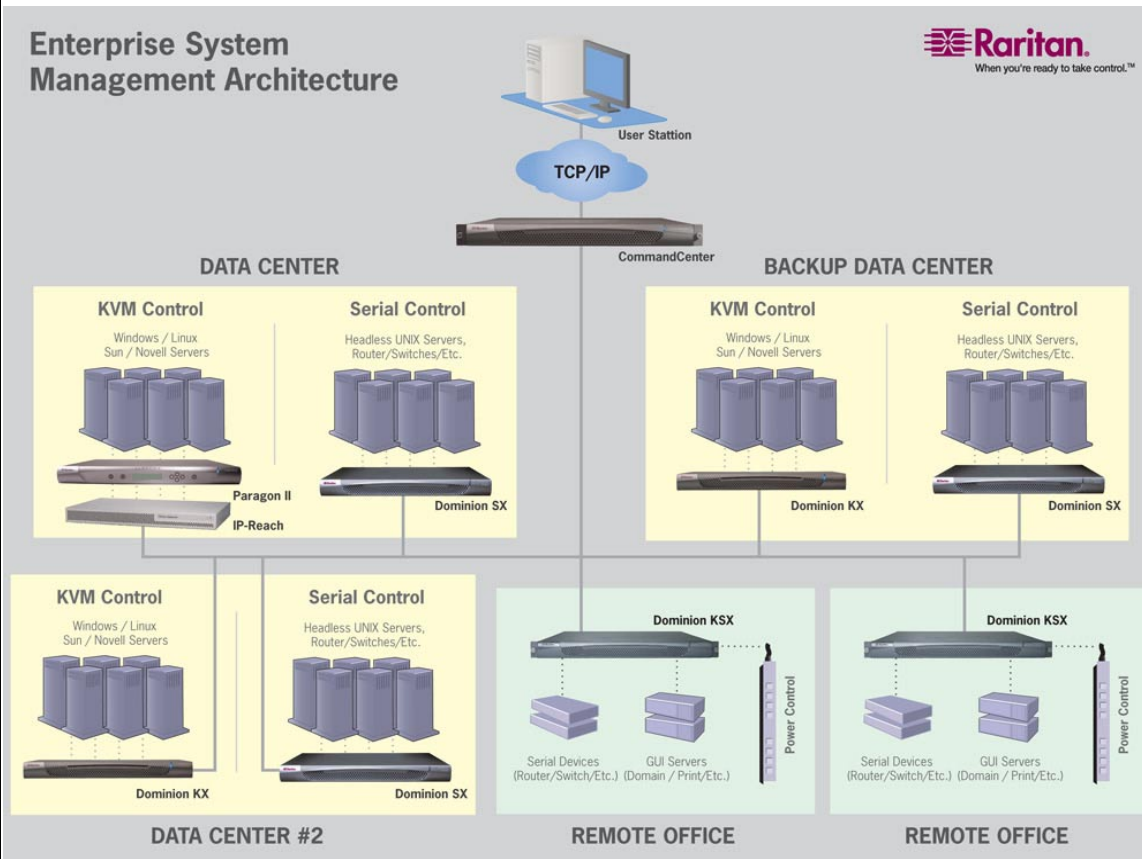 Enterprise System
Management Architecture
Raritan.
When you're ready to take control.™
User Stattion
TCP/IP
CommandCenter
DATA CENTER
KVM Control
Windows / Linux
Sun / Novell Servers
Serial Control
Headless UNIX Servers,
Router/Switches/Etc.
Paragon II
IP-Reach
Dominion SX
BACKUP DATA CENTER
KVM Control
Windows / Linux
Sun / Novell Servers
Serial Control
Headless UNIX Servers,
Router/Switches/Etc.
Dominion KX
Dominion SX
KVM Control
Windows / Linux
Sun / Novell Servers
Serial Control
Headless UNIX Servers,
Router/Switches/Etc.
Dominion KX
Dominion SX
DATA CENTER #2
Dominion KSX
Power Control
Serial Devices
(Router/Switch/Etc.)
GUI Servers
(Domain / Print/Etc.)
REMOTE OFFICE
Dominion KSX
Power Control
Serial Devices
(Router/Switch/Etc.)
GUI Servers
(Domain / Print/Etc.)
REMOTE OFFICE